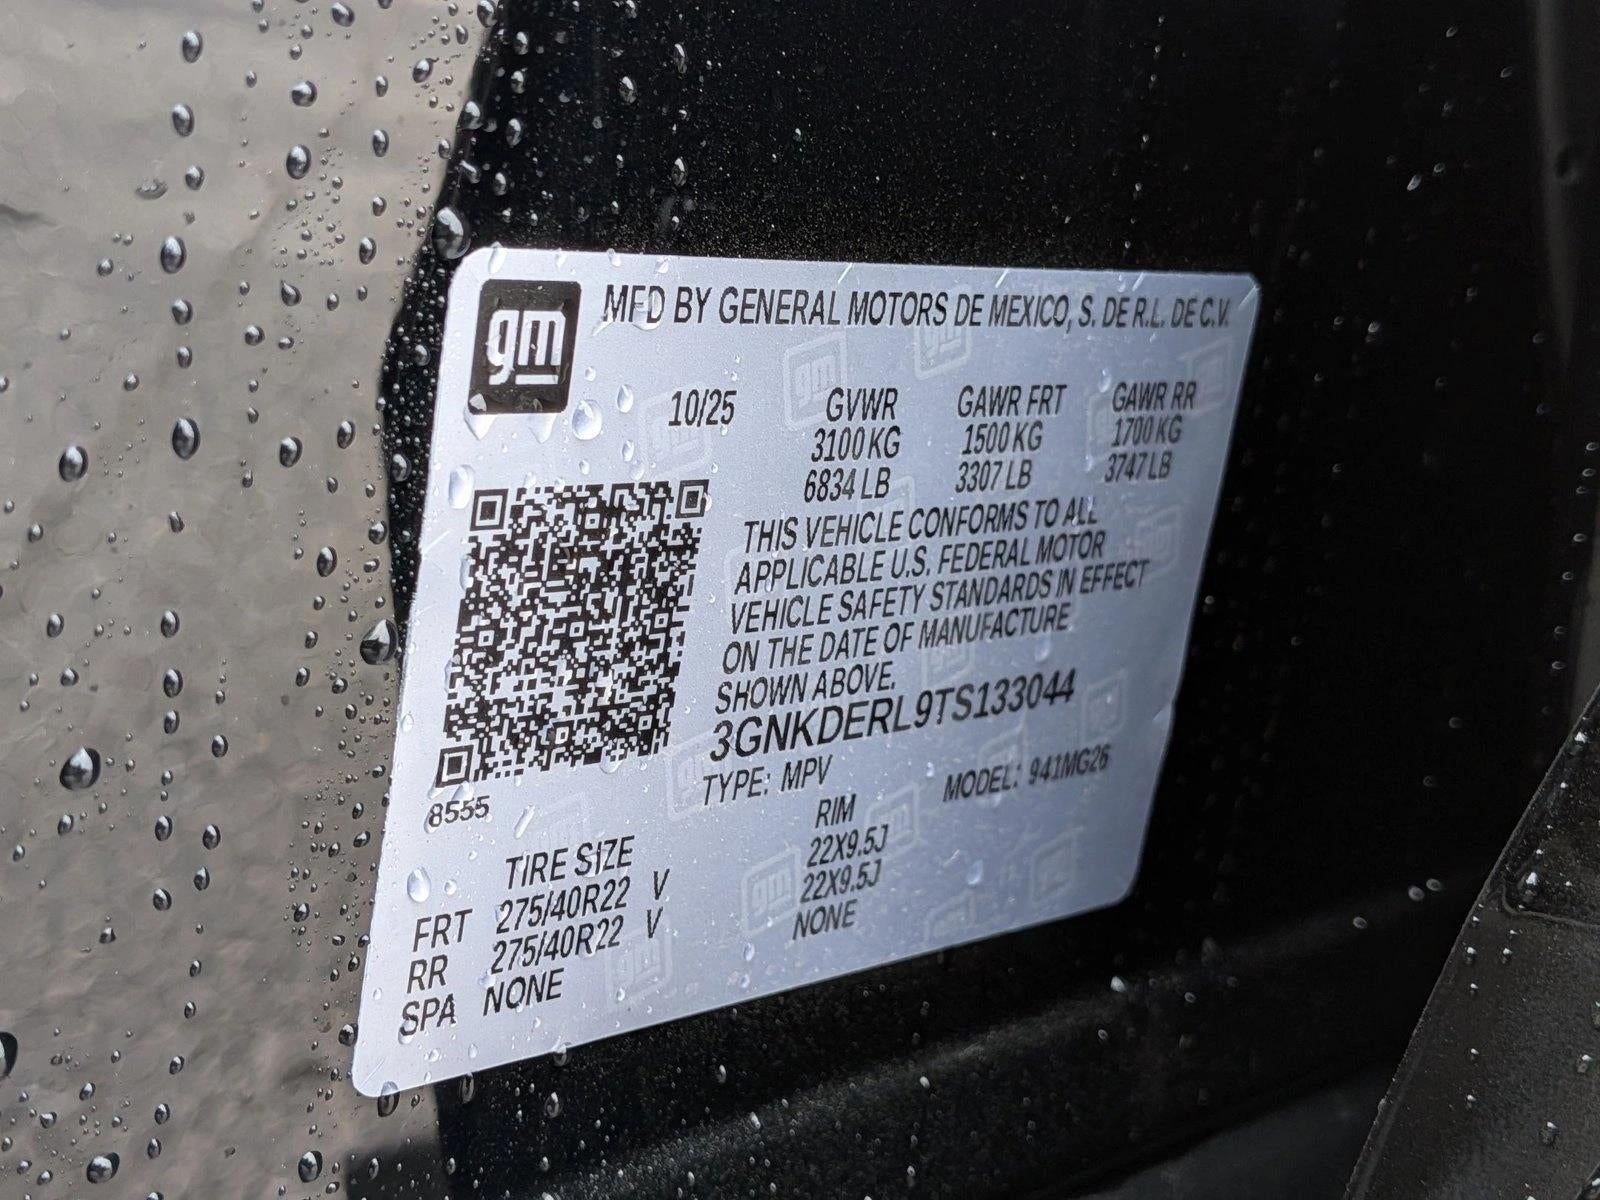 gm
MFD BY GENERAL MOTORS DE MEXICO, S. DE R.L. DE C.V.
10/25 GVWR GAWR FRT GAWR RR
3100 KG 1500 KG 1700 KG
6834 LB 3307 LB 3747 LB
THIS VEHICLE CONFORMS TO ALL
APPLICABLE U.S. FEDERAL MOTOR
VEHICLE SAFETY STANDARDS IN EFFECT
ON THE DATE OF MANUFACTURE
SHOWN ABOVE.
3GNKDERL9TS133044
TYPE: MPV MODEL: 941MG26
8555
TIRE SIZE RIM
FRT 275/40R22 V 22X9.5J
RR 275/40R22 V 22X9.5J
SPA NONE NONE